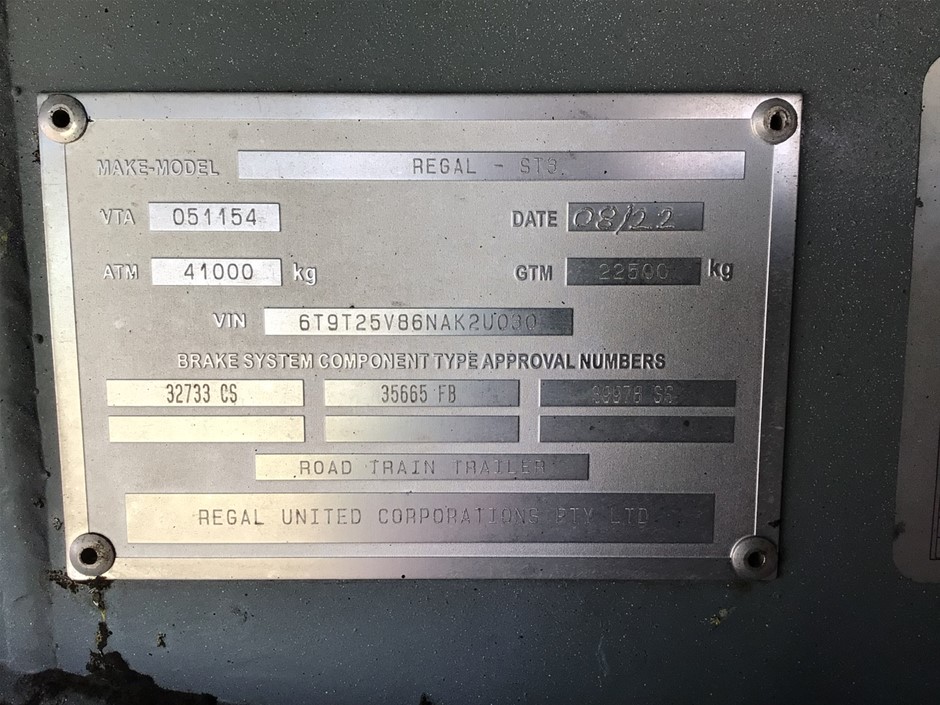 MAKE-MODEL REGAL - ST3
VTA 051154 DATE 08/22
ATM 41000 kg GTM 22500 kg
VIN 6T9T25V86NAK2U030
BRAKE SYSTEM COMPONENT TYPE APPROVAL NUMBERS
32733 CS 35665 FB
ROAD TRAIN TRAILER
REGAL UNITED CORPORATIONS PTY LTD